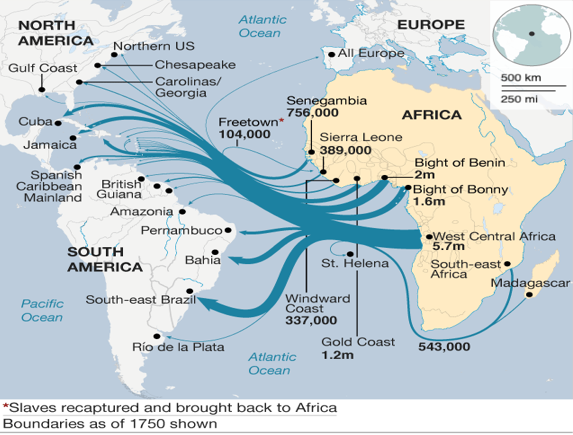 NORTH
AMERICA
Atlantic
Ocean
EUROPE
Northern US
All Europe
Chesapeake
Gulf Coast
Carolinas/
Georgia
500 km
250 mi
Senegambia
756,000
AFRICA
Cuba
Freetown*
104,000
Sierra Leone
389,000
Jamaica
Bight of Benin
2m
Spanish
Caribbean
Mainland
British
Guiana
Bight of Bonny
1.6m
Amazonia
Pernambuco
West Central Africa
5.7m
SOUTH
AMERICA
Bahia
St. Helena
South-east
Africa
Madagascar
Pacific
Ocean
South-east Brazil
Windward
Coast
337,000
Gold Coast
1.2m
543,000
Río de la Plata
Atlantic
Ocean
*Slaves recaptured and brought back to Africa
Boundaries as of 1750 shown